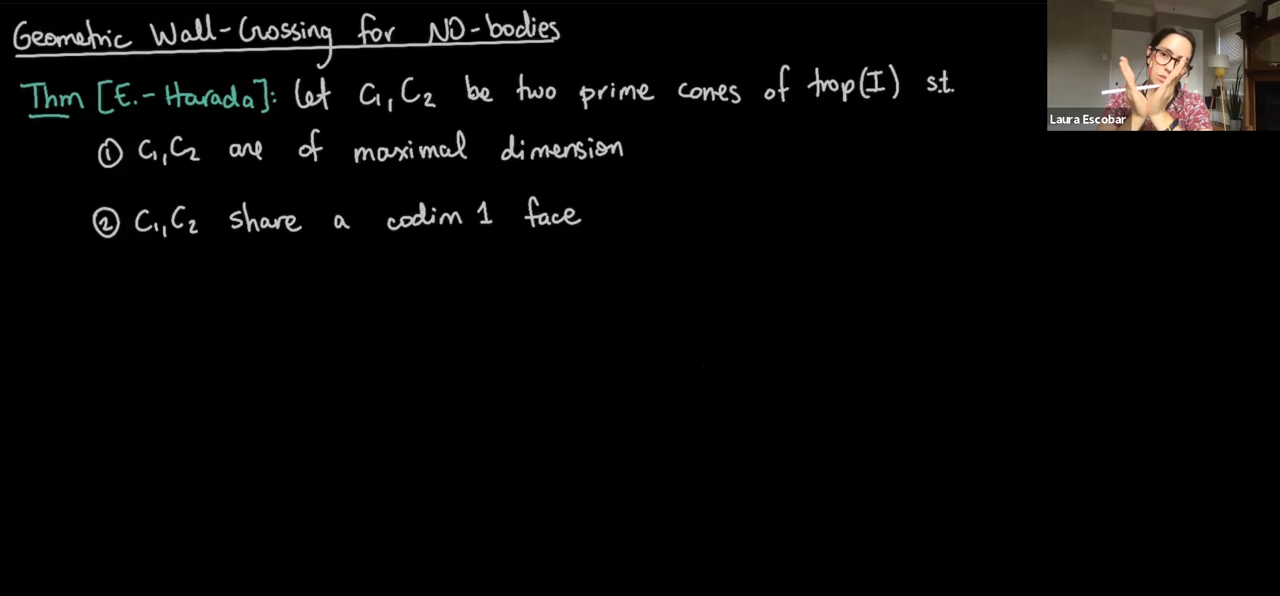 Geometric Wall-Crossing for NO-bodies
Thm [E.-Harada]: Let C₁, C₂ be two prime cones of trop(I) s.t.
① C₁, C₂ are of maximal dimension
② C₁, C₂ share a codim 1 face
Laura Escobar